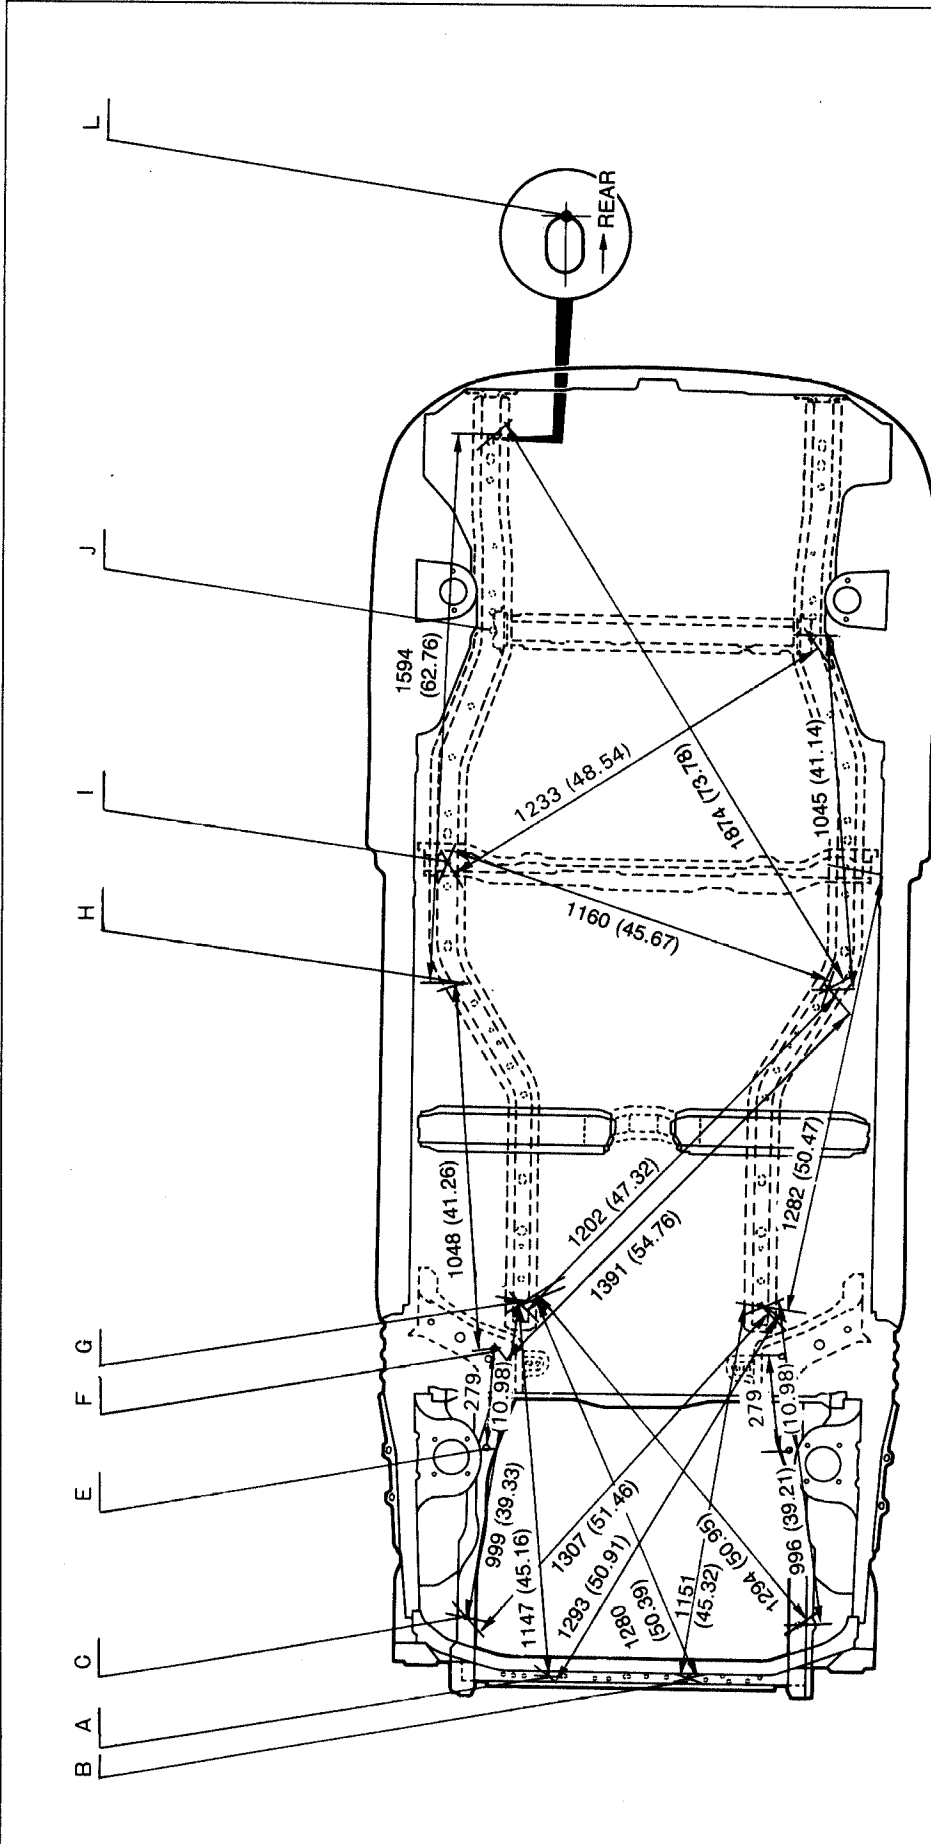 L
J
I
H
G
F
E
C
A
B
REAR
1594
(62.76)
1233 (48.54)
1874 (73.78)
1045 (41.14)
1160 (45.67)
1048 (41.26)
1202 (47.32)
1391 (54.76)
1282 (50.47)
279
(10.98)
279
(10.98)
999 (39.33)
1147 (45.16)
1307 (51.46)
1293 (50.91)
1280
(50.39)
1151
(45.32)
1294 (50.95)
996 (39.21)